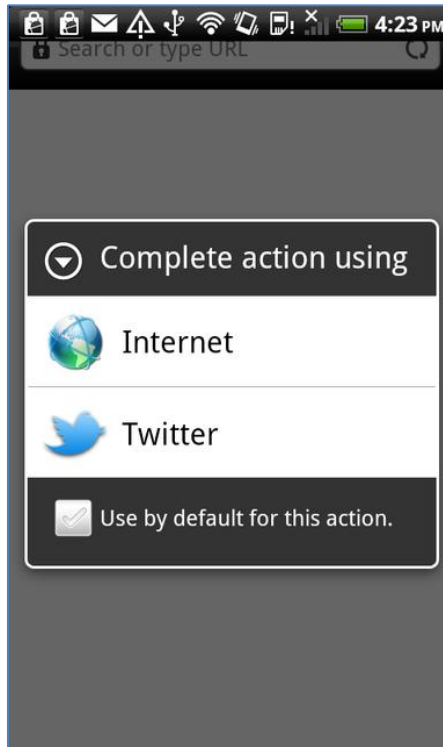 4:23 PM
Search or type URL
Complete action using
Internet
Twitter
Use by default for this action.